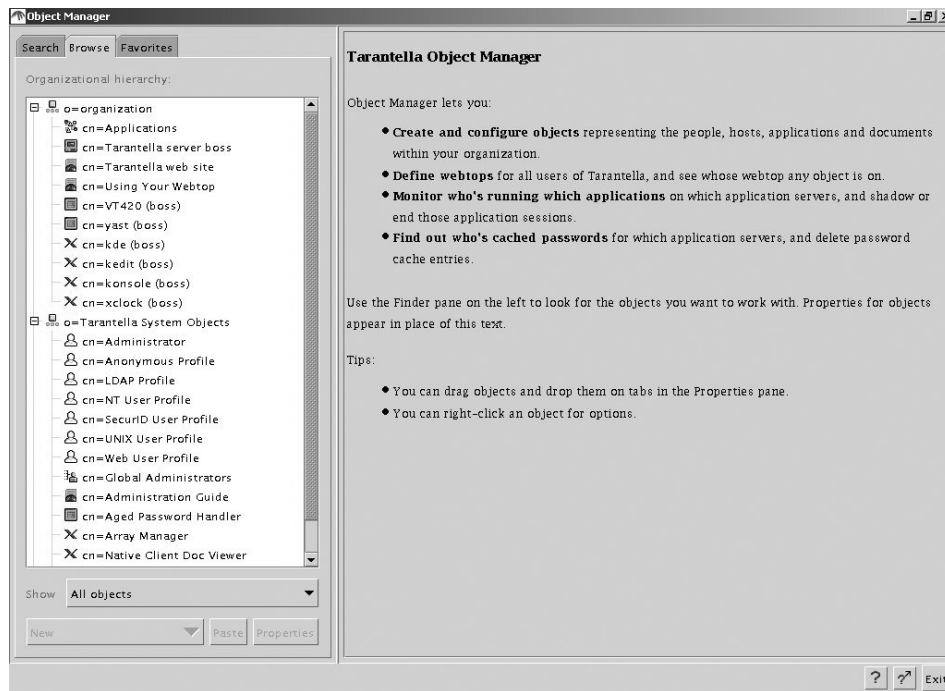 Object Manager
Search Browse Favorites
Organizational hierarchy:
o=organization
cn=Applications
cn=Tarantella server boss
cn=Tarantella web site
cn=Using Your Webtop
cn=VT420 (boss)
cn=yast (boss)
cn=kde (boss)
cn=kedit (boss)
cn=konsole (boss)
cn=xclock (boss)
o=Tarantella System Objects
cn=Administrator
cn=Anonymous Profile
cn=LDAP Profile
cn=NT User Profile
cn=SecurID User Profile
cn=UNIX User Profile
cn=Web User Profile
cn=Global Administrators
cn=Administration Guide
cn=Aged Password Handler
cn=Array Manager
cn=Native Client Doc Viewer
Show All objects
New Paste Properties
Tarantella Object Manager
Object Manager lets you:
• Create and configure objects representing the people, hosts, applications and documents
within your organization.
• Define webtops for all users of Tarantella, and see whose webtop any object is on.
• Monitor who's running which applications on which application servers, and shadow or
end those application sessions.
• Find out who's cached passwords for which application servers, and delete password
cache entries.
Use the Finder pane on the left to look for the objects you want to work with. Properties for objects
appear in place of this text.
Tips:
• You can drag objects and drop them on tabs in the Properties pane.
• You can right-click an object for options.
? ? Exit